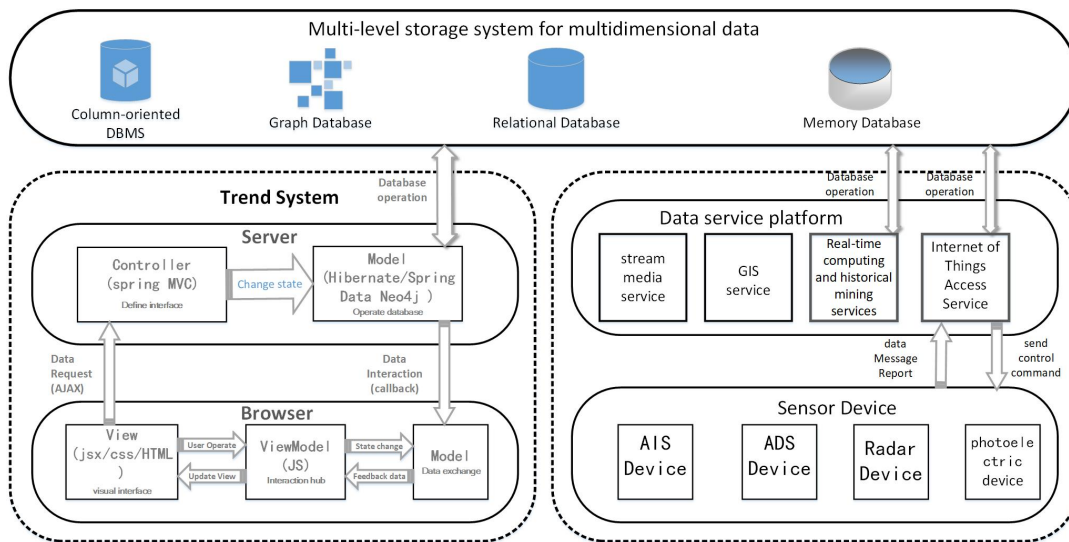 Multi-level storage system for multidimensional data
Column-oriented
DBMS
Graph Database
Relational Database
Memory Database
Trend System
Database
operation
Server
Controller
(spring MVC)
Define interface
Change state
Model
(Hibernate/Spring
Data Neo4j )
Operate database
Data
Request
(AJAX)
Data
Interaction
(callback)
Browser
View
(jsx/css/HTML
)
visual interface
User Operate
Update View
ViewModel
(JS)
Interaction hub
State change
Feedback data
Model
Data exchange
Database
operation
Database
operation
Data service platform
stream
media
service
GIS
service
Real-time
computing
and historical
mining
services
Internet of
Things
Access
Service
data
Message
Report
send
control
command
Sensor Device
AIS
Device
ADS
Device
Radar
Device
photoele
ctric
device